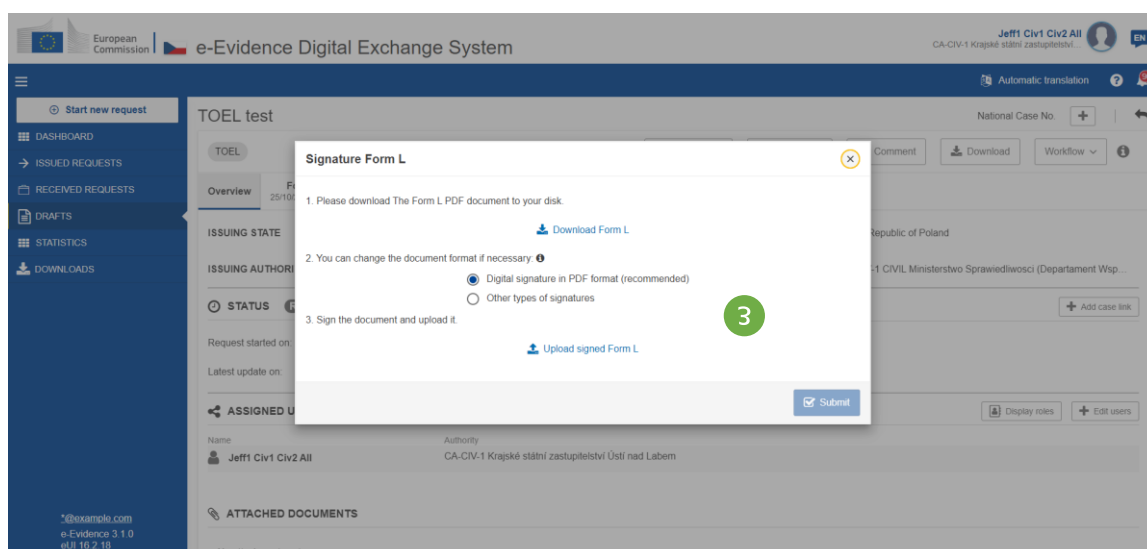 European
Commission
e-Evidence Digital Exchange System
Jeff1 Civ1 Civ2 All
CA-CIV-1 Krajské státní zastupitelství...
EN
Automatic translation
Start new request
DASHBOARD
ISSUED REQUESTS
RECEIVED REQUESTS
DRAFTS
STATISTICS
DOWNLOADS
*@example.com
e-Evidence 3.1.0
eUI 16.2.18
TOEL test
National Case No.
TOEL
Comment
Download
Workflow
Overview
25/10/
ISSUING STATE
Republic of Poland
ISSUING AUTHORI
-1 CIVIL Ministerstwo Sprawiedliwosci (Departament Wsp...
STATUS
Add case link
Request started on:
Latest update on:
Signature Form L
1. Please download The Form L PDF document to your disk.
Download Form L
2. You can change the document format if necessary:
Digital signature in PDF format (recommended)
Other types of signatures
3
3. Sign the document and upload it.
Upload signed Form L
Submit
ASSIGNED U
Display roles
Edit users
Name
Authority
Jeff1 Civ1 Civ2 All
CA-CIV-1 Krajské státní zastupitelství Ústí nad Labem
ATTACHED DOCUMENTS